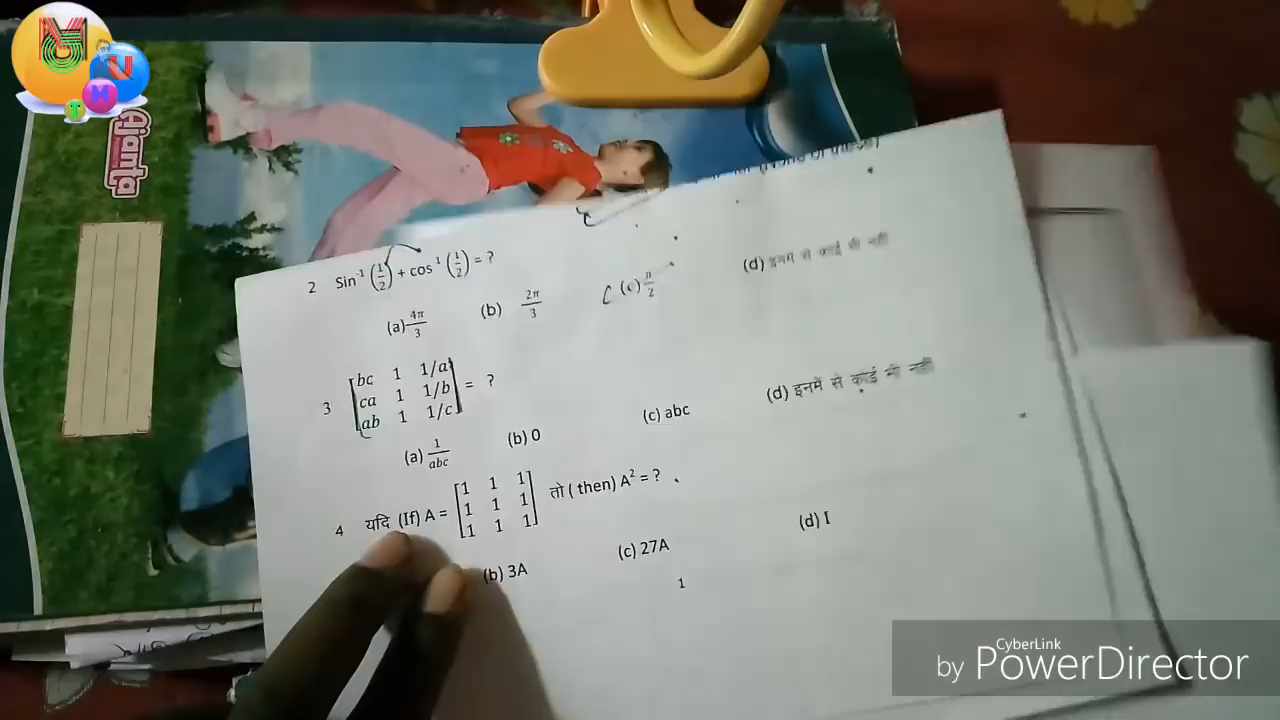 Ajanta
2 Sin⁻¹ (1/2) + cos⁻¹ (1/2) = ?
(a) 4π/3 (b) 2π/3 (c) π/2 (d) इनमें से कोई भी नहीं
3 [bc 1 1/a
ca 1 1/b
ab 1 1/c] = ?
(a) 1/abc (b) 0 (c) abc (d) इनमें से कोई भी नहीं
4 यदि (If) A = [1 1 1
1 1 1
1 1 1] तो ( then) A² = ?
(b) 3A (c) 27A (d) I
1
CyberLink
by PowerDirector